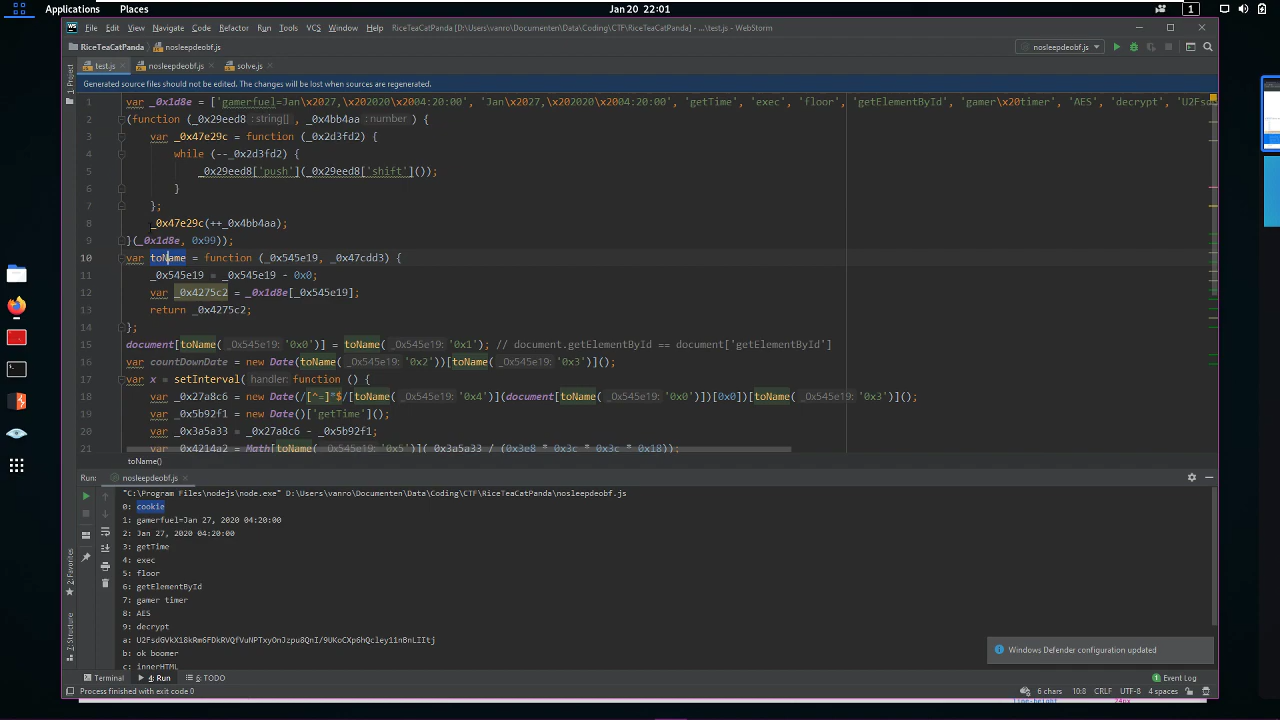 Applications Places Jan 20 22:01 1
WS File Edit View Navigate Code Refactor Run Tools VCS Window Help RiceTeaCatPanda [D:\Users\vanro\Documenten\Data\Coding\CTF\RiceTeaCatPanda] - ...\test.js - WebStorm
RiceTeaCatPanda nosleepdeobf.js nosleepdeobf.js
test.js nosleepdeobf.js solve.js
Generated source files should not be edited. The changes will be lost when sources are regenerated.
1 var _0x1d8e = ['gamerfuel=Jan\x2027,\x202020\x2004:20:00', 'Jan\x2027,\x202020\x2004:20:00', 'getTime', 'exec', 'floor', 'getElementById', 'gamer\x20timer', 'AES', 'decrypt', 'U2Fsd
2 (function (_0x29eed8 : string[] , _0x4bb4aa : number ) {
3 var _0x47e29c = function (_0x2d3fd2) {
4 while (--_0x2d3fd2) {
5 _0x29eed8['push'](_0x29eed8['shift']());
6 }
7 };
8 _0x47e29c(++_0x4bb4aa);
9 }(_0x1d8e, 0x99));
10 var toName = function (_0x545e19, _0x47cdd3) {
11 _0x545e19 = _0x545e19 - 0x0;
12 var _0x4275c2 = _0x1d8e[_0x545e19];
13 return _0x4275c2;
14 };
15 document[toName( _0x545e19: '0x0')] = toName( _0x545e19: '0x1'); // document.getElementById == document['getElementById']
16 var countDownDate = new Date(toName( _0x545e19: '0x2'))[toName( _0x545e19: '0x3')]();
17 var x = setInterval( handler: function () {
18 var _0x27a8c6 = new Date(/[^=]*$/[toName( _0x545e19: '0x4')](document[toName( _0x545e19: '0x0')])[0x0])[toName( _0x545e19: '0x3')]();
19 var _0x5b92f1 = new Date()['getTime']();
20 var _0x3a5a33 = _0x27a8c6 - _0x5b92f1;
21 var _0x4214a2 = Math[toName( _0x545e19: '0x5')](_0x3a5a33 / (0x3e8 * 0x3c * 0x3c * 0x18));
toName()
Run: nosleepdeobf.js
"C:\Program Files\nodejs\node.exe" D:\Users\vanro\Documenten\Data\Coding\CTF\RiceTeaCatPanda\nosleepdeobf.js
0: cookie
1: gamerfuel=Jan 27, 2020 04:20:00
2: Jan 27, 2020 04:20:00
3: getTime
4: exec
5: floor
6: getElementById
7: gamer timer
8: AES
9: decrypt
a: U2FsdGVkX18kRm6FDkRVQfVuNPTxyOnJzpu8QnI/9UKoCXp6hQcley11nBnLIItj
b: ok boomer
c: innerHTML
Windows Defender configuration updated
1: Project
2: Favorites
7: Structure
Terminal 4: Run 6: TODO 1 Event Log
Process finished with exit code 0 6 chars 10:8 CRLF UTF-8 4 spaces